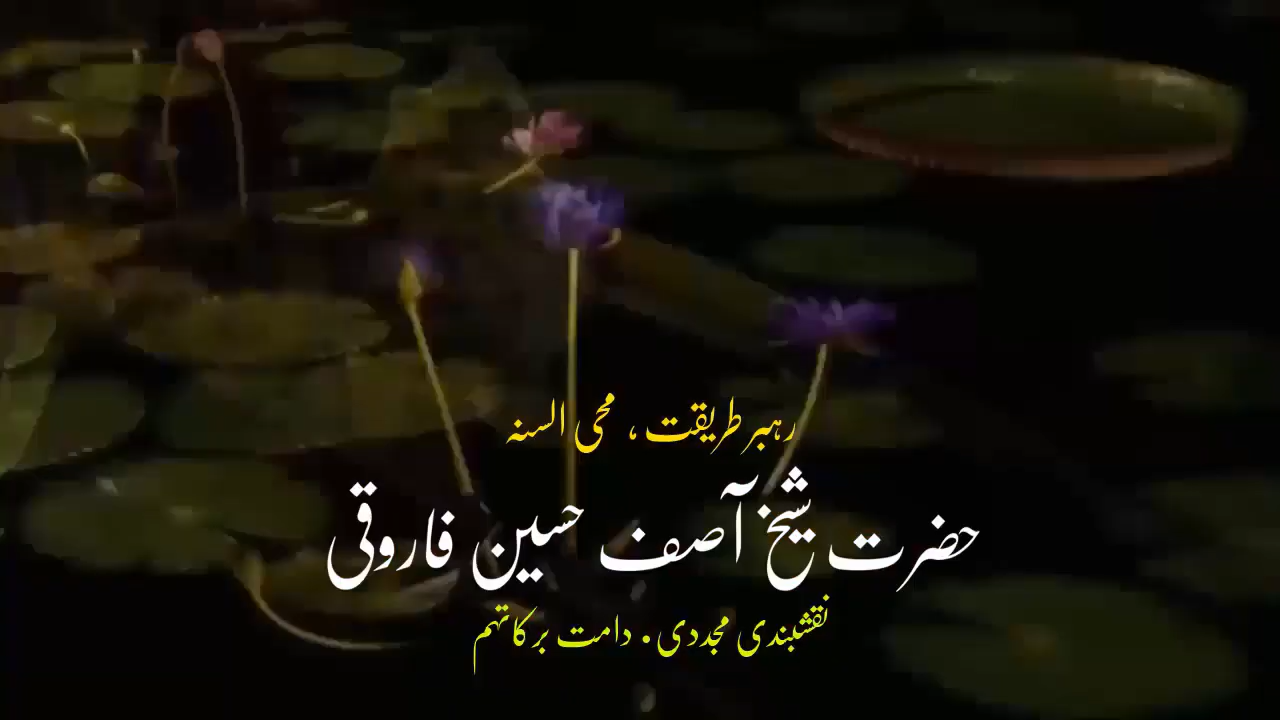 رہبر طریقت ، محی السنہ
حضرت شیخ آصف حسین فاروقی
نقشبندی مجددی . دامت برکاتہم